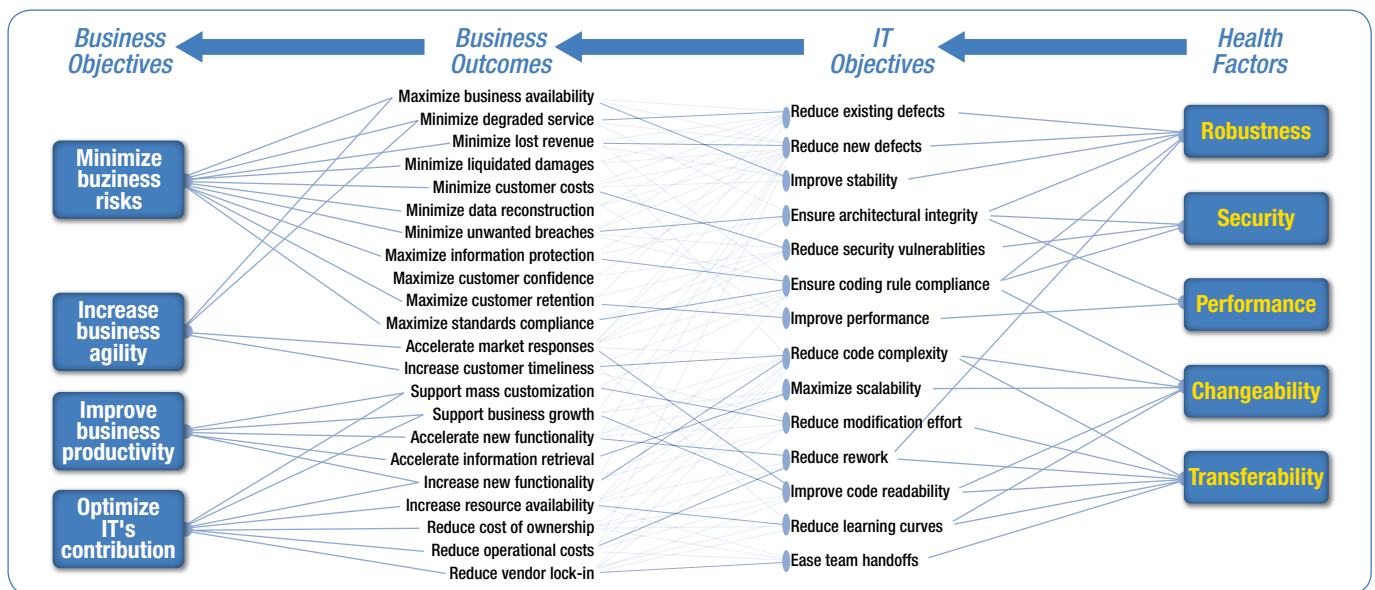 Business
Objectives
Business
Outcomes
IT
Objectives
Health
Factors
Minimize
buziness
risks
Increase
business
agility
Improve
business
productivity
Optimize
IT's
contribution
Maximize business availability
Minimize degraded service
Minimize lost revenue
Minimize liquidated damages
Minimize customer costs
Minimize data reconstruction
Minimize unwanted breaches
Maximize information protection
Maximize customer confidence
Maximize customer retention
Maximize standards compliance
Accelerate market responses
Increase customer timeliness
Support mass customization
Support business growth
Accelerate new functionality
Accelerate information retrieval
Increase new functionality
Increase resource availability
Reduce cost of ownership
Reduce operational costs
Reduce vendor lock-in
Reduce existing defects
Reduce new defects
Improve stability
Ensure architectural integrity
Reduce security vulnerablities
Ensure coding rule compliance
Improve performance
Reduce code complexity
Maximize scalability
Reduce modification effort
Reduce rework
Improve code readability
Reduce learning curves
Ease team handoffs
Robustness
Security
Performance
Changeability
Transferability